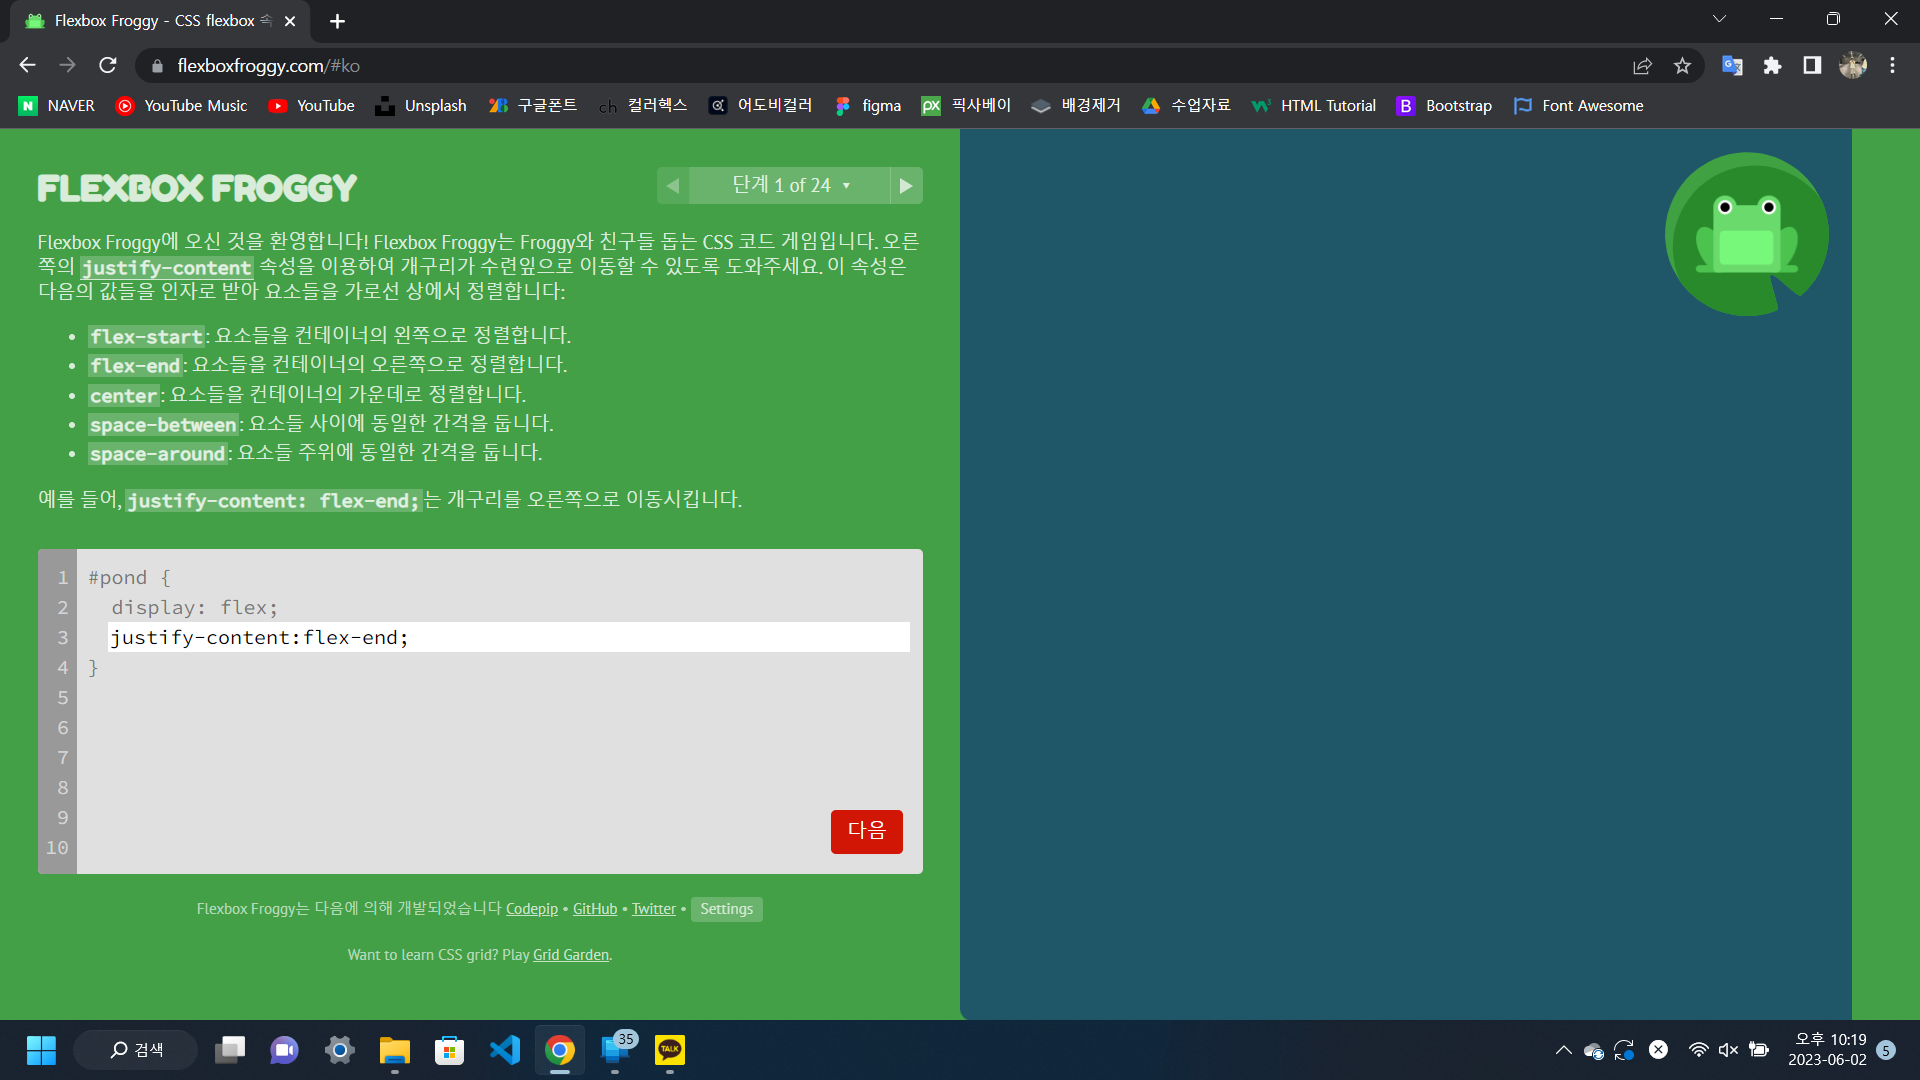 Flexbox Froggy - CSS flexbox 속
flexboxfroggy.com/#ko
NAVER YouTube Music YouTube Unsplash 구글폰트 ch 컬러헥스 어도비컬러 figma px 픽사베이 배경제거 수업자료 HTML Tutorial B Bootstrap Font Awesome
FLEXBOX FROGGY
단계 1 of 24
Flexbox Froggy에 오신 것을 환영합니다! Flexbox Froggy는 Froggy와 친구들 돕는 CSS 코드 게임입니다. 오른
쪽의 justify-content 속성을 이용하여 개구리가 수련잎으로 이동할 수 있도록 도와주세요. 이 속성은
다음의 값들을 인자로 받아 요소들을 가로선 상에서 정렬합니다:
• flex-start: 요소들을 컨테이너의 왼쪽으로 정렬합니다.
• flex-end: 요소들을 컨테이너의 오른쪽으로 정렬합니다.
• center: 요소들을 컨테이너의 가운데로 정렬합니다.
• space-between: 요소들 사이에 동일한 간격을 둡니다.
• space-around: 요소들 주위에 동일한 간격을 둡니다.
예를 들어, justify-content: flex-end;는 개구리를 오른쪽으로 이동시킵니다.
1 #pond {
2 display: flex;
3 justify-content:flex-end;
4 }
5
6
7
8
9
10
다음
Flexbox Froggy는 다음에 의해 개발되었습니다 Codepip • GitHub • Twitter • Settings
Want to learn CSS grid? Play Grid Garden.
검색
35
TALK
오후 10:19
2023-06-02
5